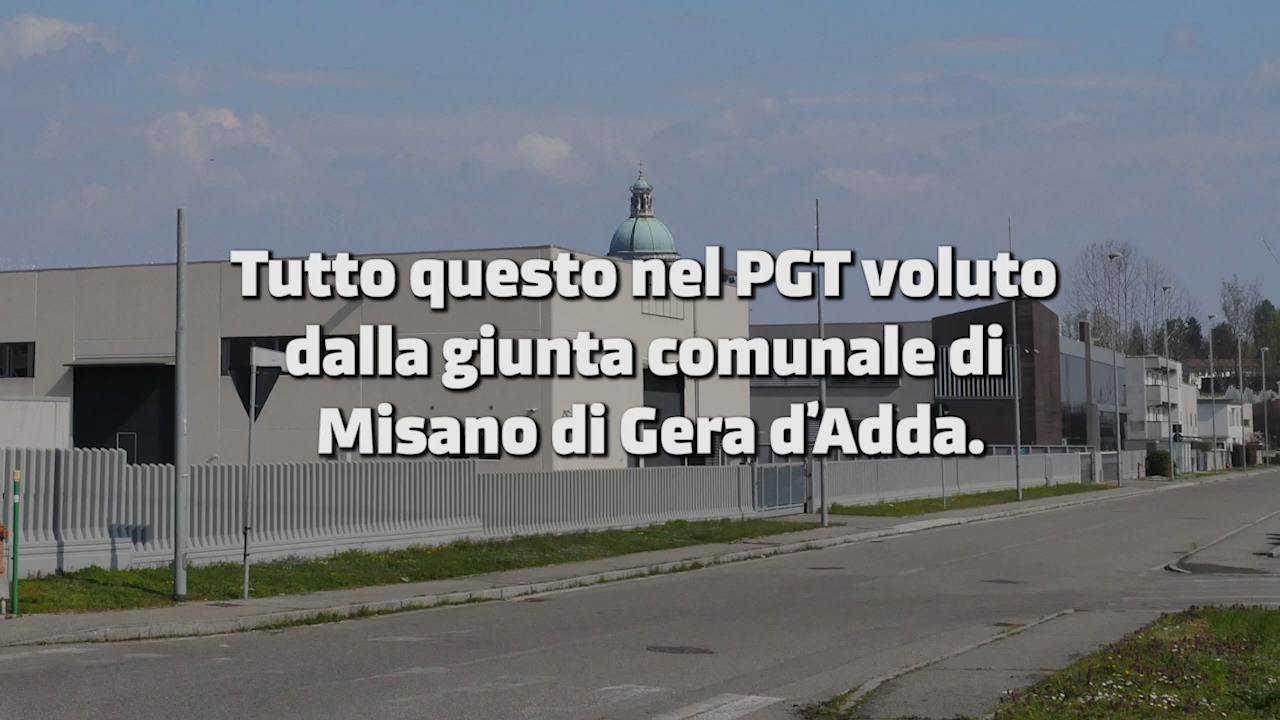 Tutto questo nel PGT voluto
dalla giunta comunale di
Misano di Gera d'Adda.